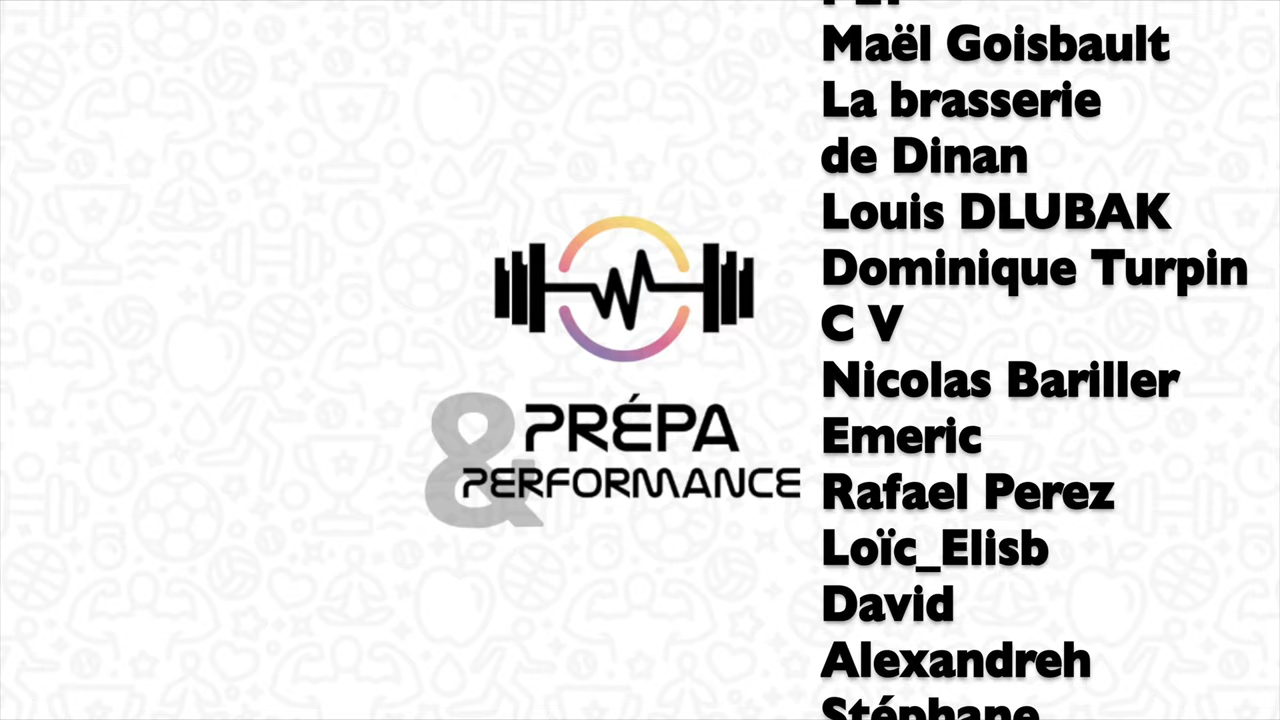 Maël Goisbault
La brasserie
de Dinan
Louis DLUBAK
Dominique Turpin
C V
Nicolas Bariller
Emeric
Rafael Perez
Loïc_Elisb
David
Alexandreh
Stéphane
&
PRÉPA
PERFORMANCE